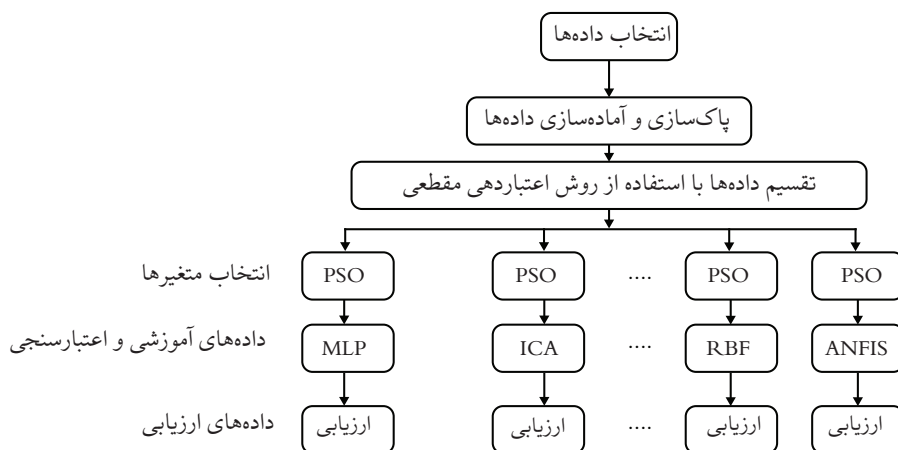 انتخاب داده‌ها
پاک‌سازی و آماده‌سازی داده‌ها
تقسیم داده‌ها با استفاده از روش اعتباردهی مقطعی
انتخاب متغیرها PSO PSO .... PSO PSO
داده‌های آموزشی و اعتبارسنجی MLP ICA .... RBF ANFIS
داده‌های ارزیابی ارزیابی ارزیابی .... ارزیابی ارزیابی